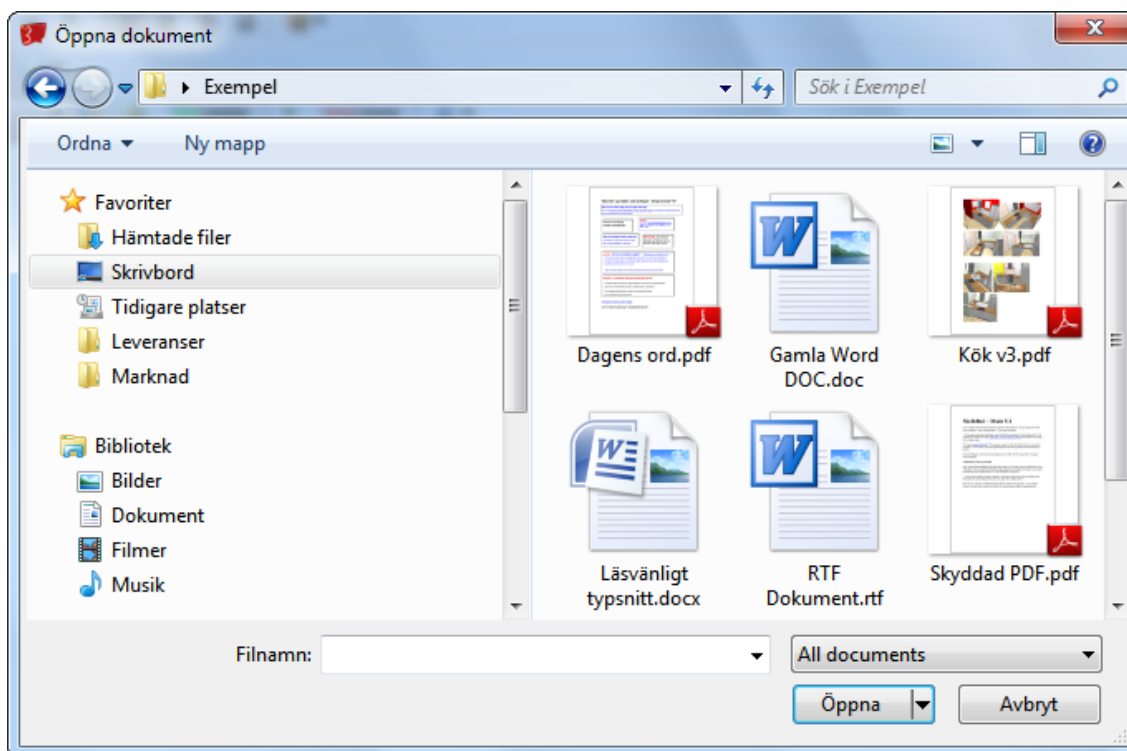 Öppna dokument
Exempel
Sök i Exempel
Ordna
Ny mapp
Favoriter
Hämtade filer
Skrivbord
Tidigare platser
Leveranser
Marknad
Bibliotek
Bilder
Dokument
Filmer
Musik
Dagens ord.pdf
Gamla Word
DOC.doc
Kök v3.pdf
Läsvänligt
typsnitt.docx
RTF
Dokument.rtf
Skyddad PDF.pdf
Filnamn:
All documents
Öppna
Avbryt